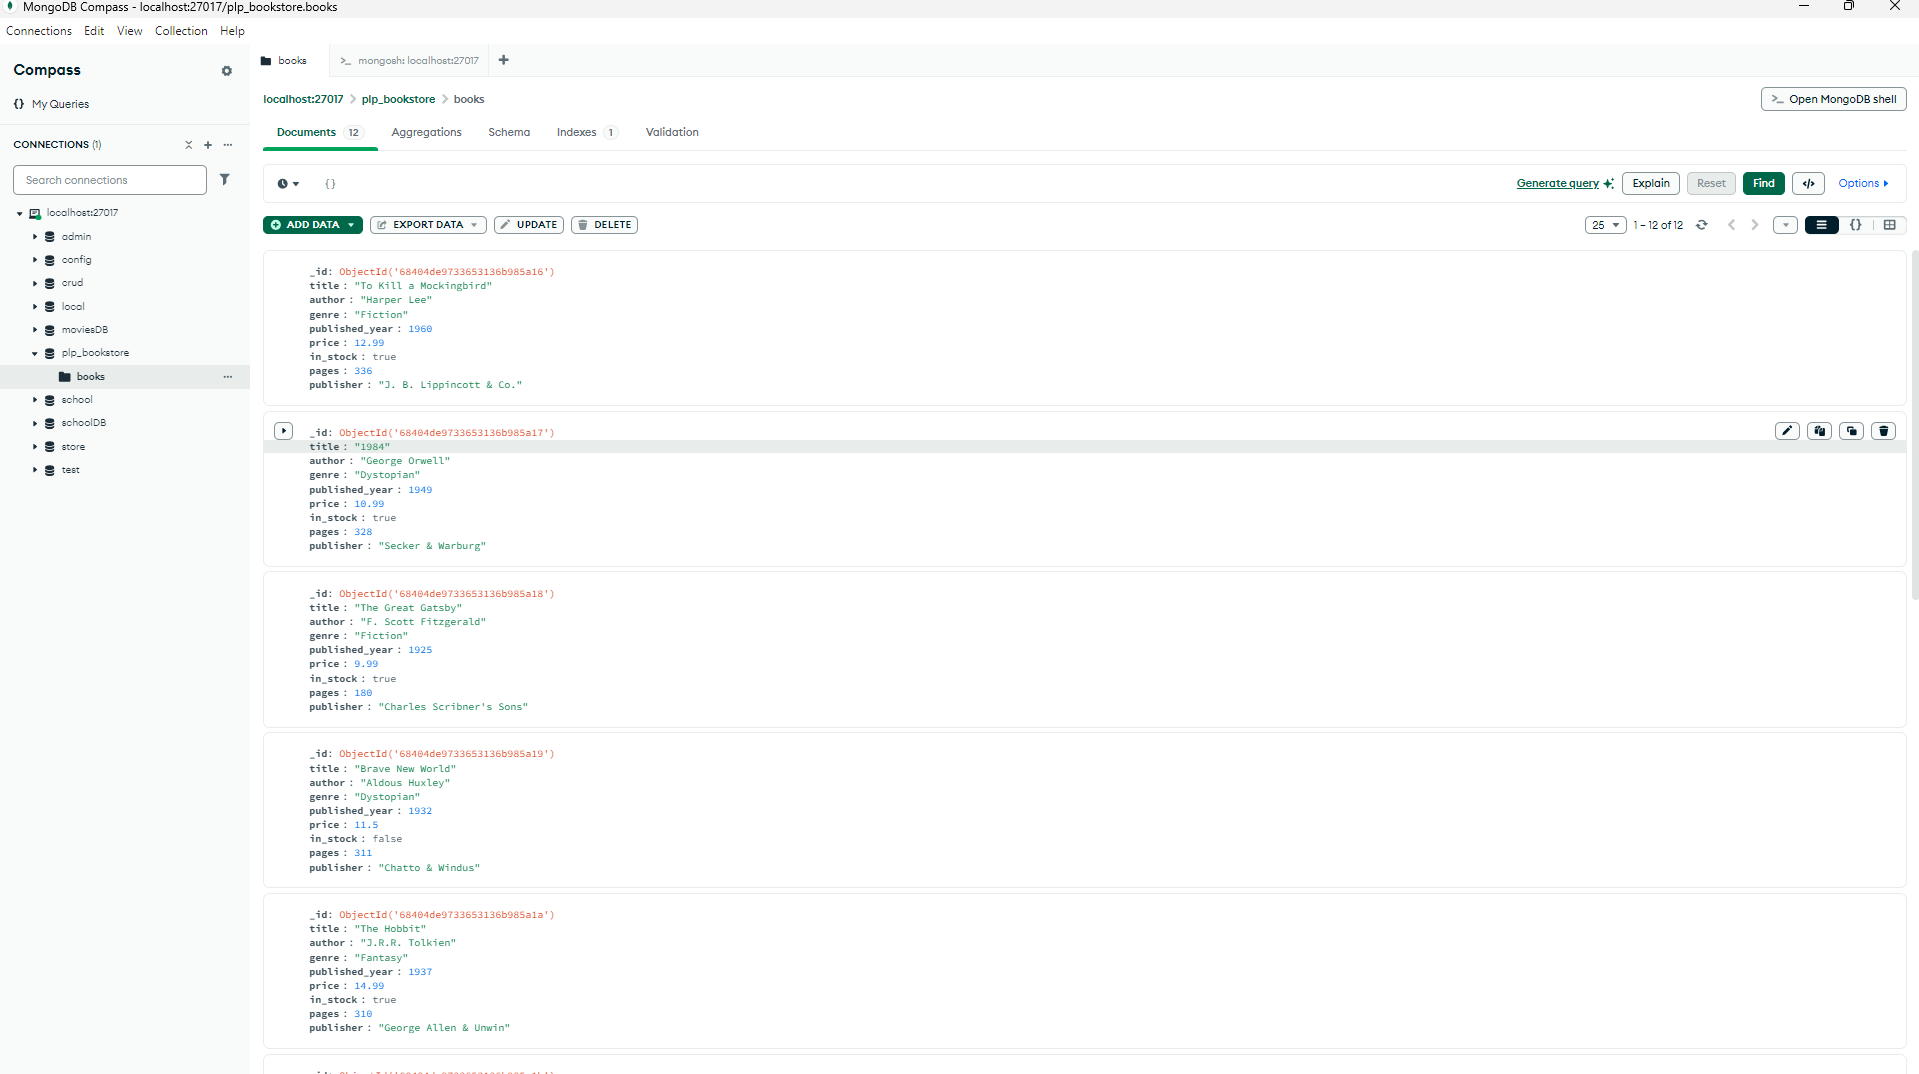 MongoDB Compass - localhost:27017/plp_bookstore.books
Connections Edit View Collection Help
Compass
{} My Queries
CONNECTIONS (1)
Search connections
localhost:27017
admin
config
crud
local
moviesDB
plp_bookstore
books
school
schoolDB
store
test
books
>_ mongosh: localhost:27017
localhost:27017 > plp_bookstore > books
>_ Open MongoDB shell
Documents 12 Aggregations Schema Indexes 1 Validation
{} Generate query Explain Reset Find </> Options
ADD DATA EXPORT DATA UPDATE DELETE
25 1 – 12 of 12 {}
_id: ObjectId('68404de9733653136b985a16')
title : "To Kill a Mockingbird"
author : "Harper Lee"
genre : "Fiction"
published_year : 1960
price : 12.99
in_stock : true
pages : 336
publisher : "J. B. Lippincott & Co."
_id: ObjectId('68404de9733653136b985a17')
title : "1984"
author : "George Orwell"
genre : "Dystopian"
published_year : 1949
price : 10.99
in_stock : true
pages : 328
publisher : "Secker & Warburg"
_id: ObjectId('68404de9733653136b985a18')
title : "The Great Gatsby"
author : "F. Scott Fitzgerald"
genre : "Fiction"
published_year : 1925
price : 9.99
in_stock : true
pages : 180
publisher : "Charles Scribner's Sons"
_id: ObjectId('68404de9733653136b985a19')
title : "Brave New World"
author : "Aldous Huxley"
genre : "Dystopian"
published_year : 1932
price : 11.5
in_stock : false
pages : 311
publisher : "Chatto & Windus"
_id: ObjectId('68404de9733653136b985a1a')
title : "The Hobbit"
author : "J.R.R. Tolkien"
genre : "Fantasy"
published_year : 1937
price : 14.99
in_stock : true
pages : 310
publisher : "George Allen & Unwin"